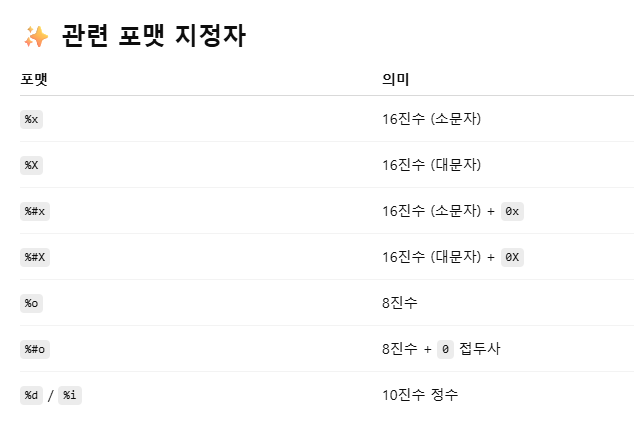 ✨ 관련 포맷 지정자
포맷 의미
%x 16진수 (소문자)
%X 16진수 (대문자)
%#x 16진수 (소문자) + 0x
%#X 16진수 (대문자) + 0X
%o 8진수
%#o 8진수 + 0 접두사
%d / %i 10진수 정수